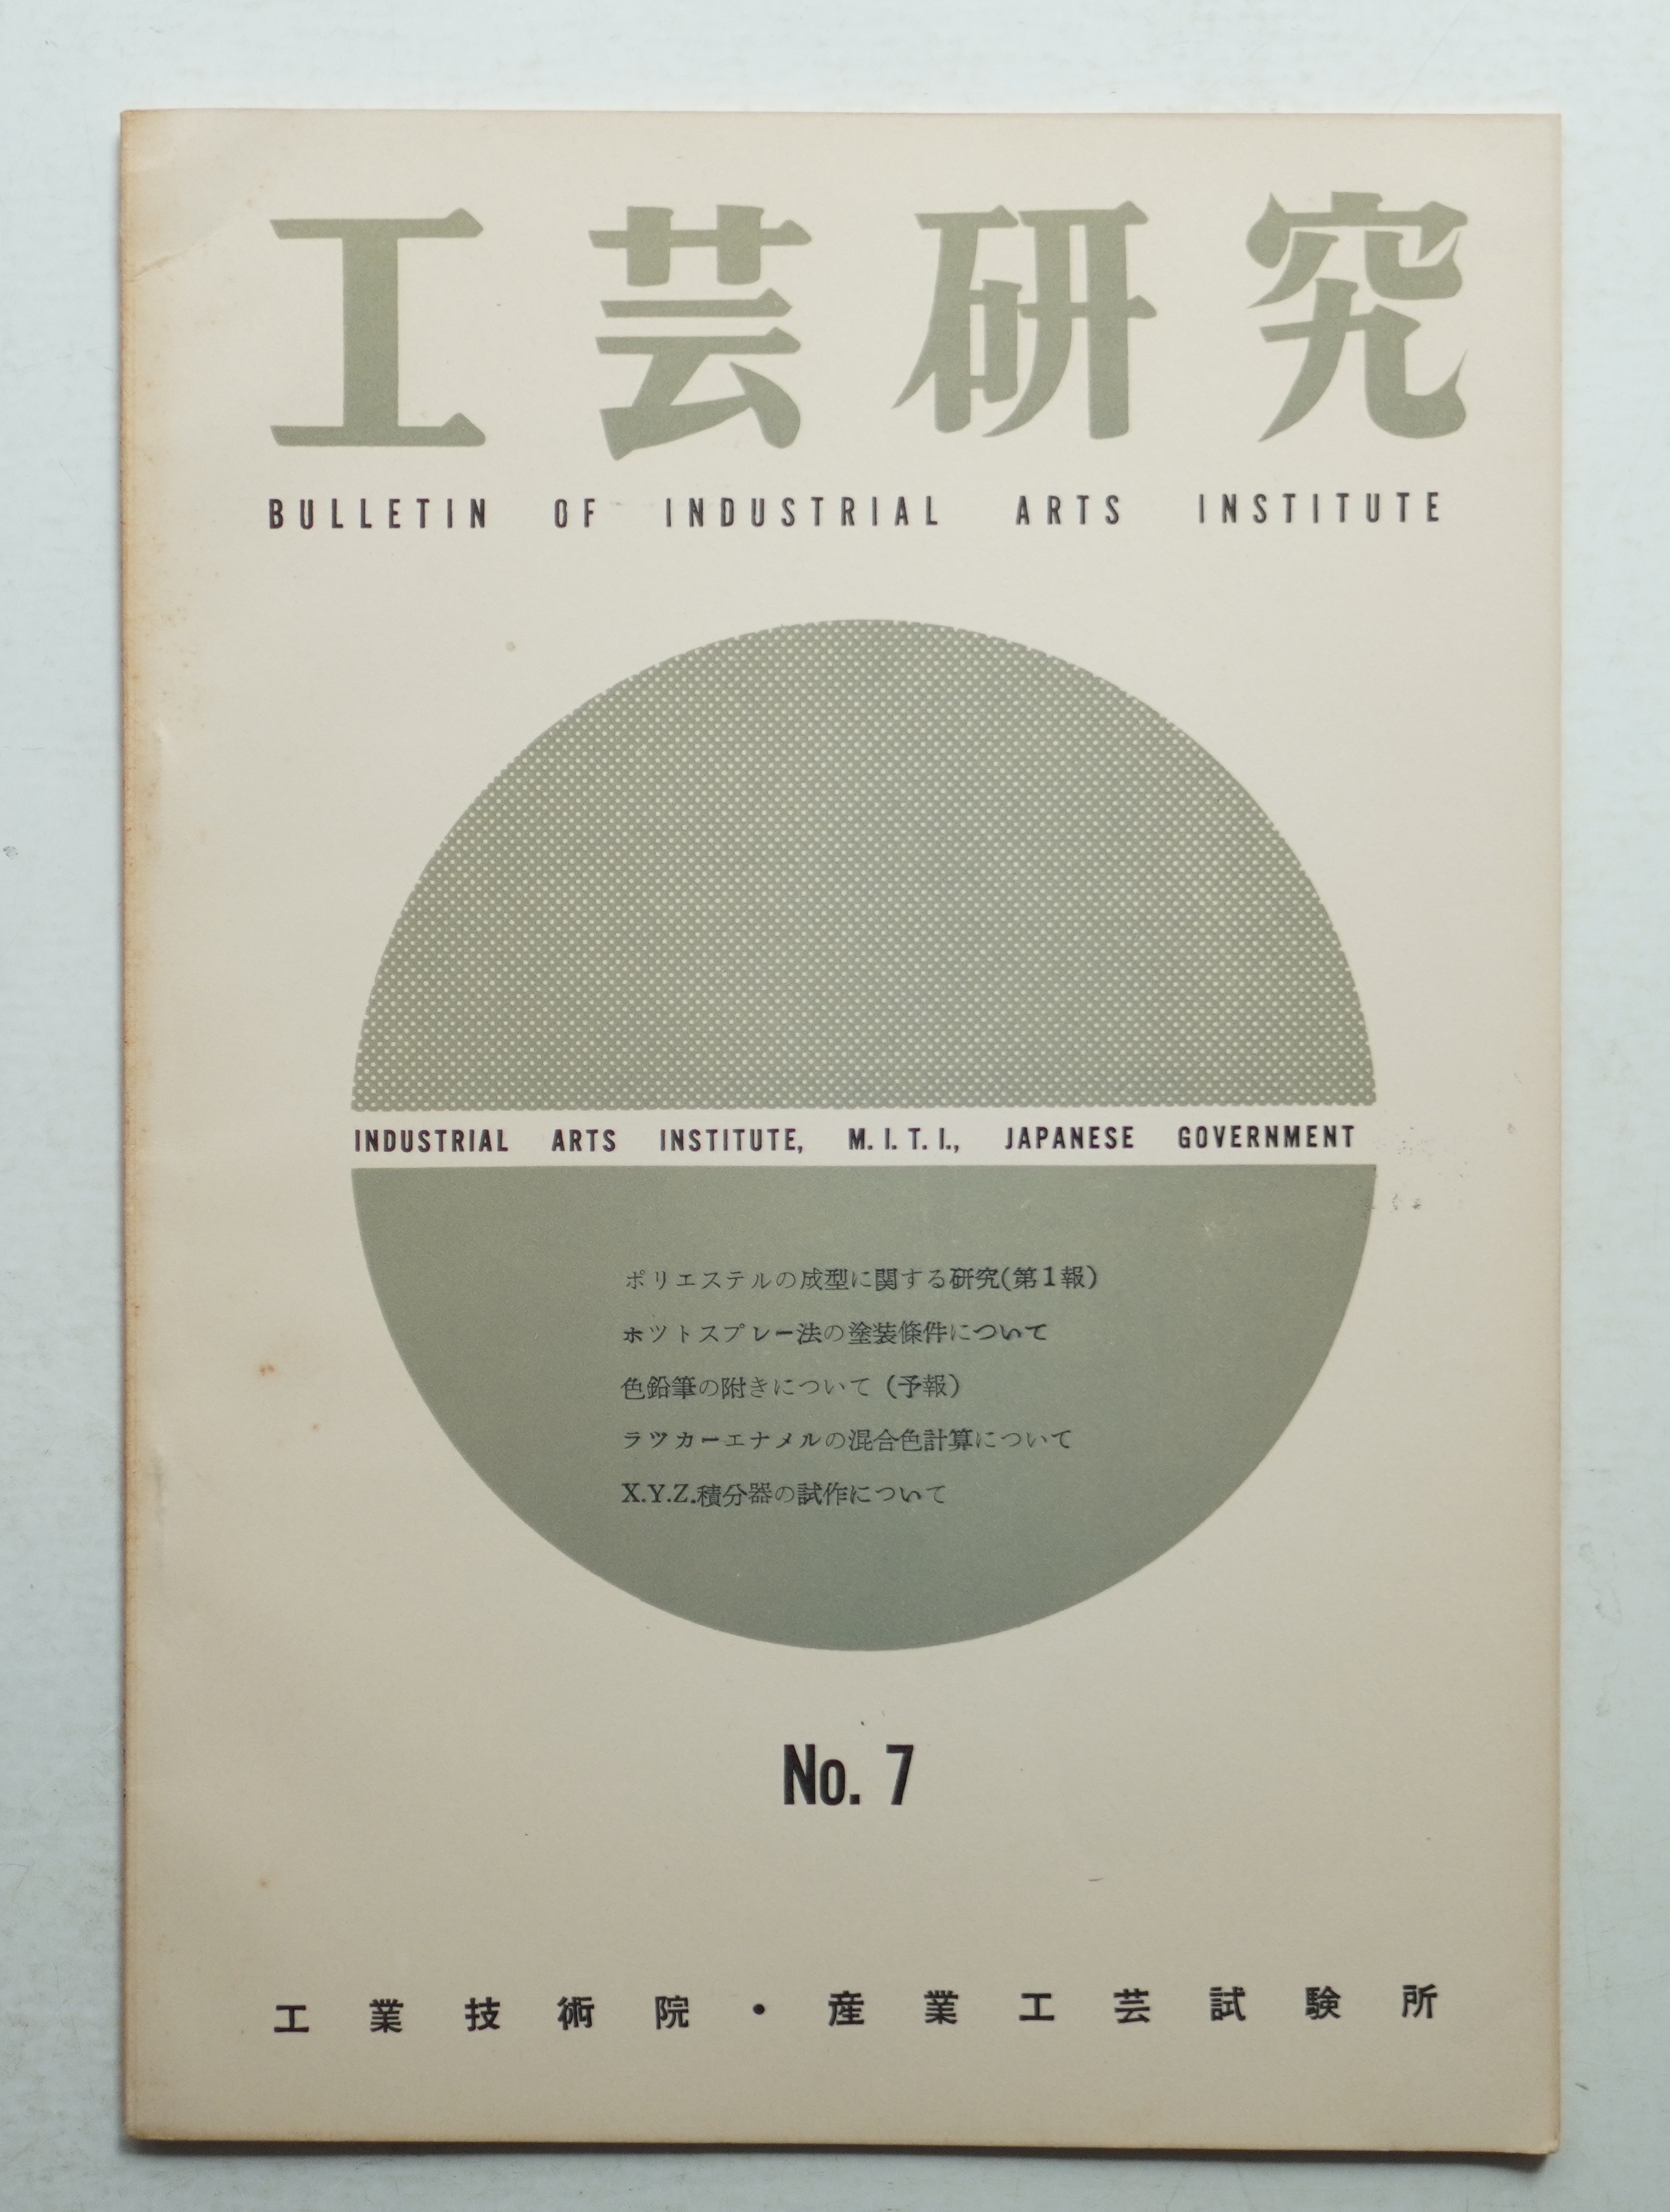 工芸研究
BULLETIN OF INDUSTRIAL ARTS INSTITUTE
INDUSTRIAL ARTS INSTITUTE, M. I. T. I., JAPANESE GOVERNMENT
ポリエステルの成型に関する研究(第1報)
ホツトスプレー法の塗装條件について
色鉛筆の附きについて (予報)
ラツカーエナメルの混合色計算について
X.Y.Z.積分器の試作について
No. 7
工業技術院・産業工芸試験所